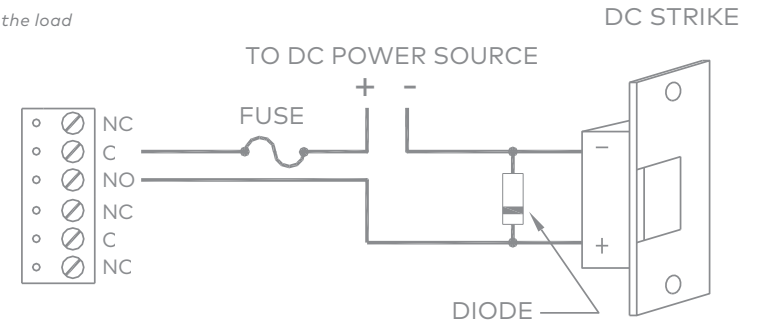 the load
DC STRIKE
TO DC POWER SOURCE
+ -
FUSE
NC
C
NO
NC
C
NC
-
+
DIODE